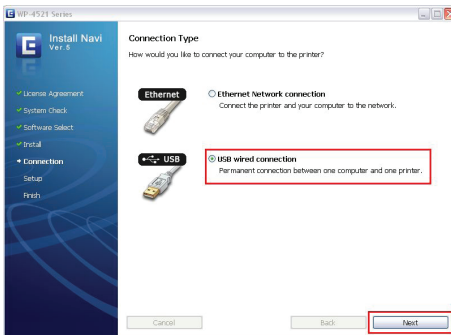 WP-4521 Series
E Install Navi
Ver.6
License Agreement
System Check
Software Select
Install
Connection
Setup
Finish
Connection Type
How would you like to connect your computer to the printer?
Ethernet
Ethernet Network connection
Connect the printer and your computer to the network.
USB
USB wired connection
Permanent connection between one computer and one printer.
Cancel
Back
Next